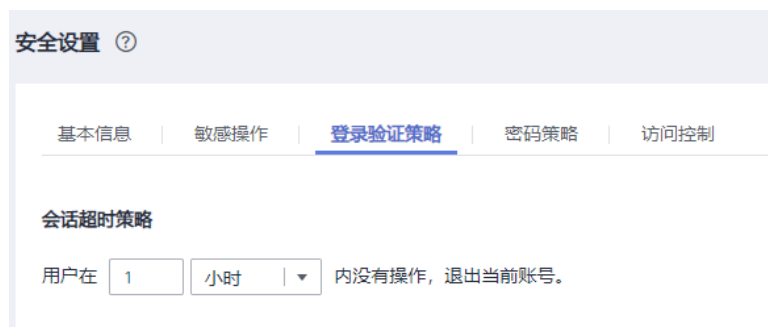 安全设置 ?
基本信息 敏感操作 登录验证策略 密码策略 访问控制
会话超时策略
用户在 1 小时 内没有操作，退出当前账号。